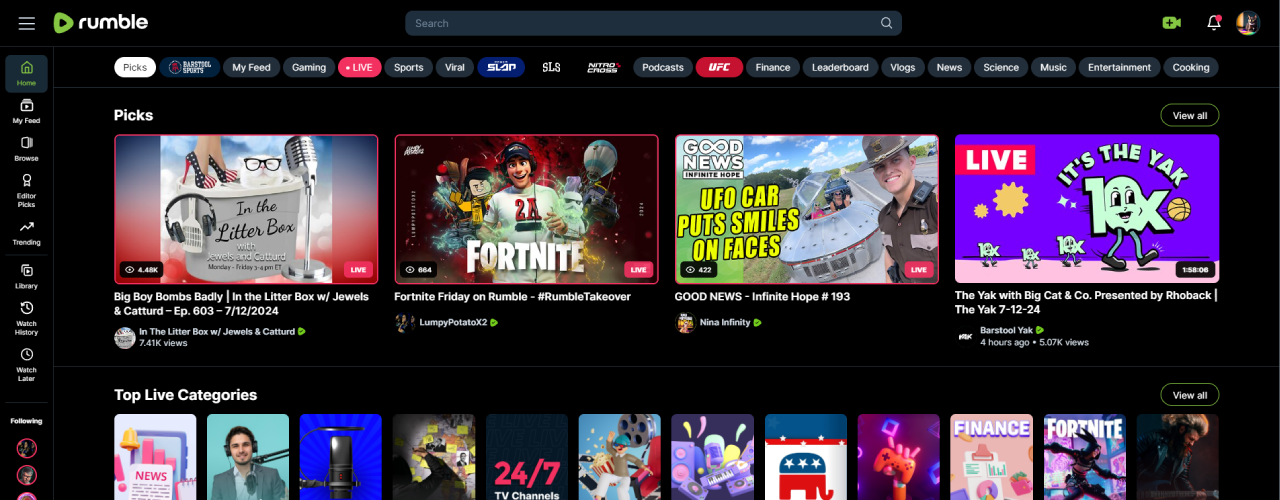 rumble
Search
Home
My Feed
Browse
Editor
Picks
Trending
Library
Watch
History
Watch
Later
Following
Picks
BARSTOOL
SPORTS
My Feed
Gaming
• LIVE
Sports
Viral
SLAP
SLS
NITRO
CROSS
Podcasts
UFC
Finance
Leaderboard
Vlogs
News
Science
Music
Entertainment
Cooking
Picks
View all
In the
Litter Box
with
Jewels and Catturd
Monday - Friday 3-4 pm ET
4.48K
LIVE
Big Boy Bombs Badly | In the Litter Box w/ Jewels
& Catturd – Ep. 603 – 7/12/2024
In The Litter Box w/ Jewels & Catturd
7.41K views
LUMPYPOTATOX2
2024
FORTNITE
664
LIVE
Fortnite Friday on Rumble - #RumbleTakeover
LumpyPotatoX2
GOOD
NEWS
INFINITE HOPE
UFO CAR
PUTS SMILES
ON FACES
422
LIVE
GOOD NEWS - Infinite Hope # 193
Nina Infinity
LIVE
IT'S THE YAK
10x
10x
10x
10x
1:58:06
The Yak with Big Cat & Co. Presented by Rhoback |
The Yak 7-12-24
Barstool Yak
4 hours ago • 5.07K views
Top Live Categories
View all
NEWS
24/7
TV Channels
FINANCE
FORTNITE